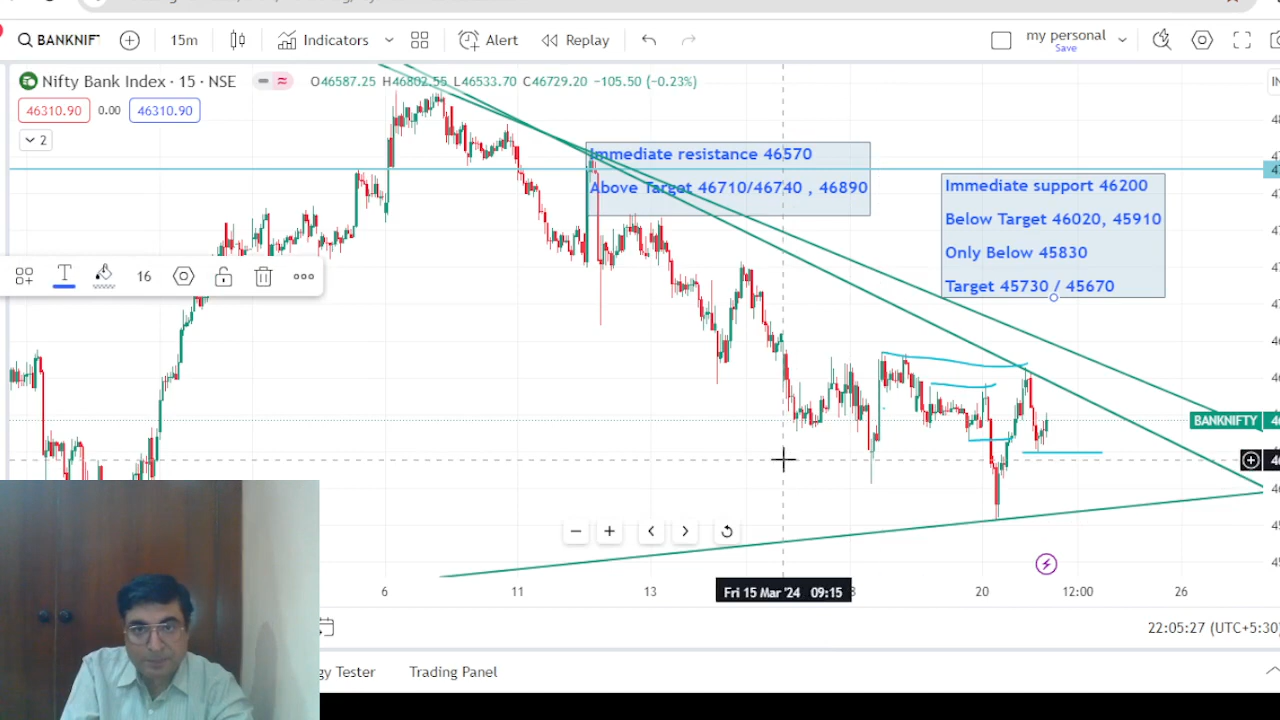 BANKNIFT
15m
Indicators
Alert
Replay
my personal
Save
Nifty Bank Index · 15 · NSE
O46587.25 H46802.55 L46533.70 C46729.20 −105.50 (−0.23%)
46310.90
0.00
46310.90
2
Immediate resistance 46570
Above Target 46710/46740 , 46890
Immediate support 46200
Below Target 46020, 45910
Only Below 45830
Target 45730 / 45670
16
BANKNIFTY
6
11
13
Fri 15 Mar '24 09:15
20
12:00
26
22:05:27 (UTC+5:30)
gy Tester
Trading Panel